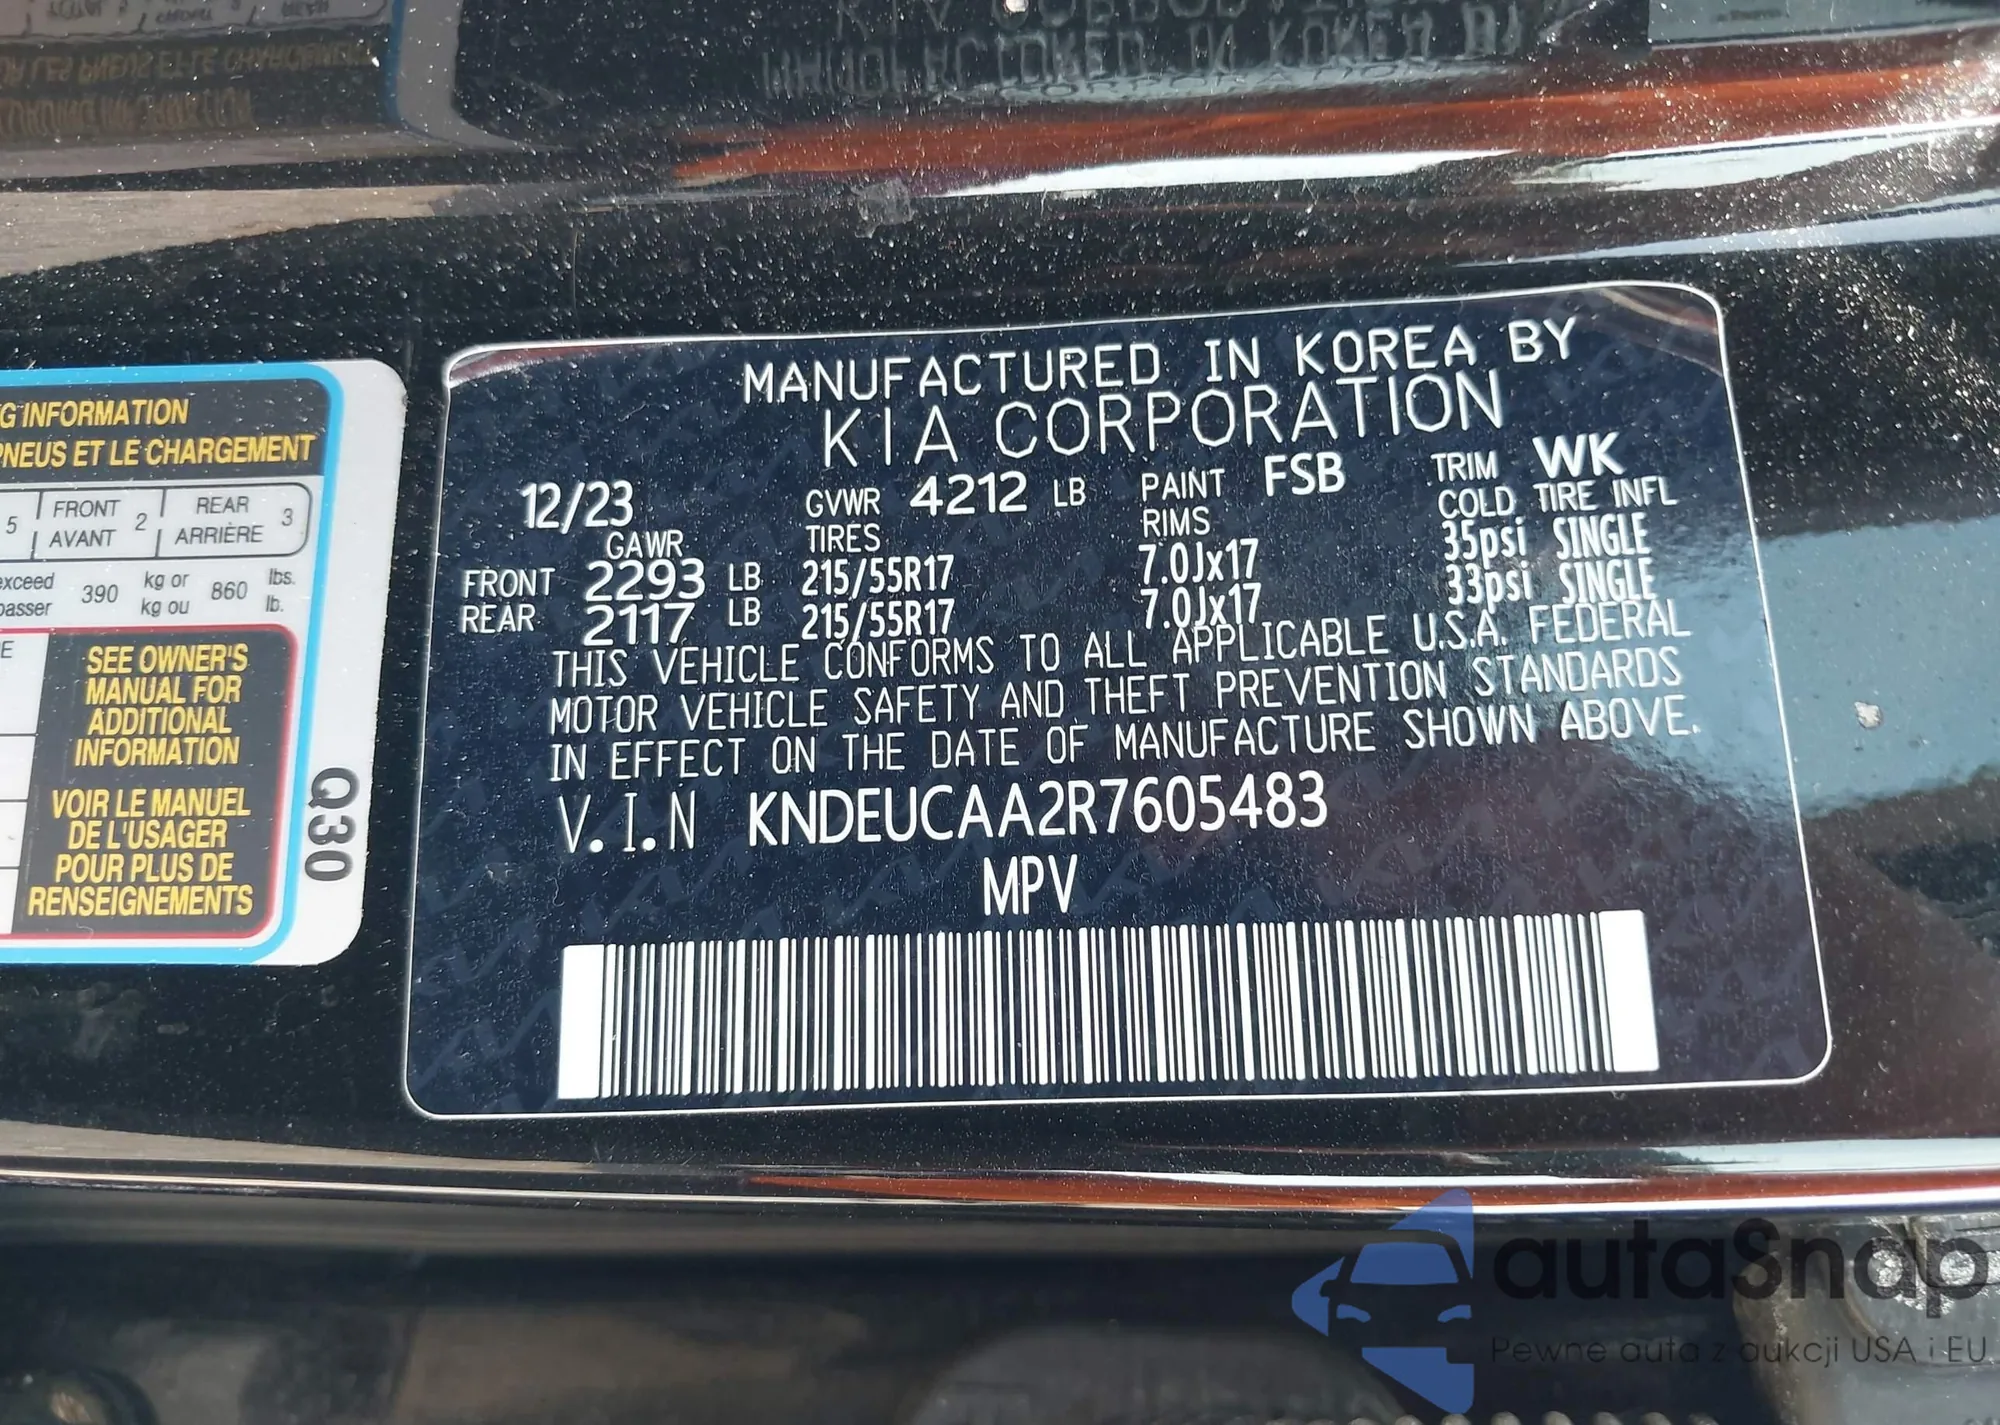 G INFORMATION
PNEUS ET LE CHARGEMENT
5 FRONT AVANT 2 REAR ARRIÈRE 3
exceed 390 kg or 860 lbs.
passer kg ou lb.
SEE OWNER'S
MANUAL FOR
ADDITIONAL
INFORMATION
VOIR LE MANUEL
DE L'USAGER
POUR PLUS DE
RENSEIGNEMENTS
Q30
MANUFACTURED IN KOREA BY
KIA CORPORATION
12/23 GVWR 4212 LB PAINT FSB TRIM WK
GAWR TIRES RIMS COLD TIRE INFL
FRONT 2293 LB 215/55R17 7.0Jx17 35psi SINGLE
REAR 2117 LB 215/55R17 7.0Jx17 33psi SINGLE
THIS VEHICLE CONFORMS TO ALL APPLICABLE U.S.A. FEDERAL
MOTOR VEHICLE SAFETY AND THEFT PREVENTION STANDARDS
IN EFFECT ON THE DATE OF MANUFACTURE SHOWN ABOVE.
V.I.N KNDEUCAA2R7605483
MPV
autoSnap
Pewne auta z aukcji USA i EU